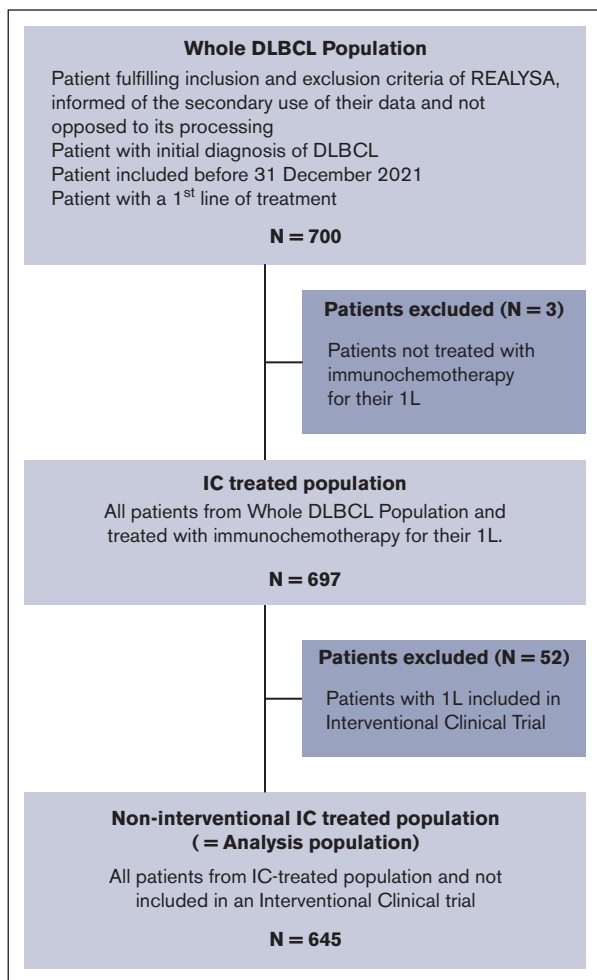 Whole DLBCL Population
Patient fulfilling inclusion and exclusion criteria of REALYSA,
informed of the secondary use of their data and not
opposed to its processing
Patient with initial diagnosis of DLBCL
Patient included before 31 December 2021
Patient with a 1st line of treatment
N = 700
Patients excluded (N = 3)
Patients not treated with
immunochemotherapy
for their 1L
IC treated population
All patients from Whole DLBCL Population and
treated with immunochemotherapy for their 1L.
N = 697
Patients excluded (N = 52)
Patients with 1L included in
Interventional Clinical Trial
Non-interventional IC treated population
( = Analysis population)
All patients from IC-treated population and not
included in an Interventional Clinical trial
N = 645